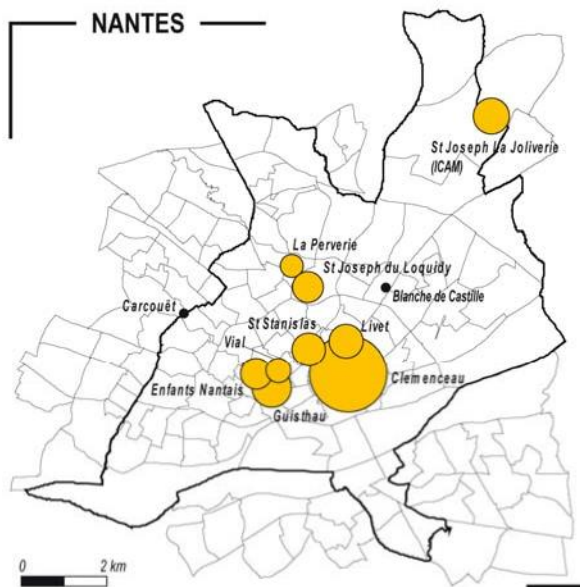 NANTES
St Joseph La Joliverie
(ICAM)
La Perverie
St Joseph du Loquidy
Blanche de Castille
Carcouët
St Stanislas
Livet
Vial
Enfants Nantais
Clemenceau
Guisthau
0 2 km